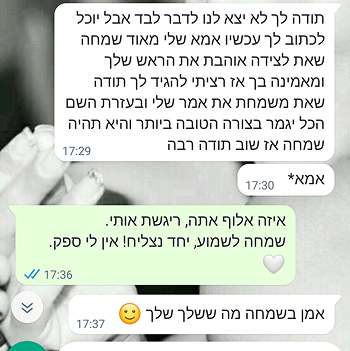 תודה לך לא יצא לנו לדבר לבד אבל יוכל
לכתוב לך עכשיו אמא שלי מאוד שמחה
שאת לצידה אוהבת את הראש שלך
ומאמינה בך אז רציתי להגיד לך תודה
שאת משמחת את אמר שלי ובעזרת השם
הכל יגמר בצורה הטובה ביותר והיא תהיה
שמחה אז שוב תודה רבה
17:29
אמא*
17:30
איזה אלוף אתה, ריגשת אותי.
שמחה לשמוע, יחד נצליח! אין לי ספק.
🤍
17:36
אמן בשמחה מה ששלך שלך 🙂
17:37